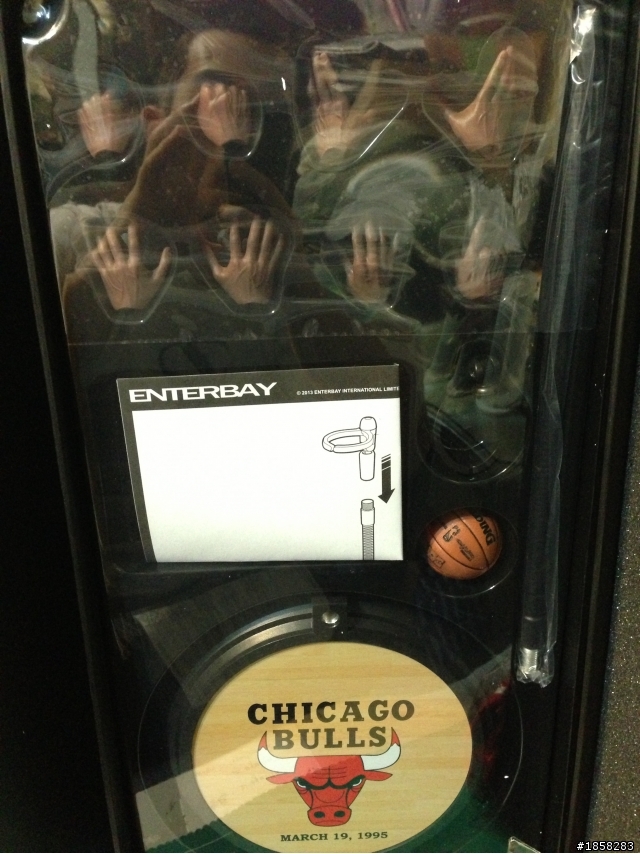 ENTERBAY © 2013 ENTERBAY INTERNATIONAL LIMITE
CHICAGO
BULLS
MARCH 19, 1995
#1858283